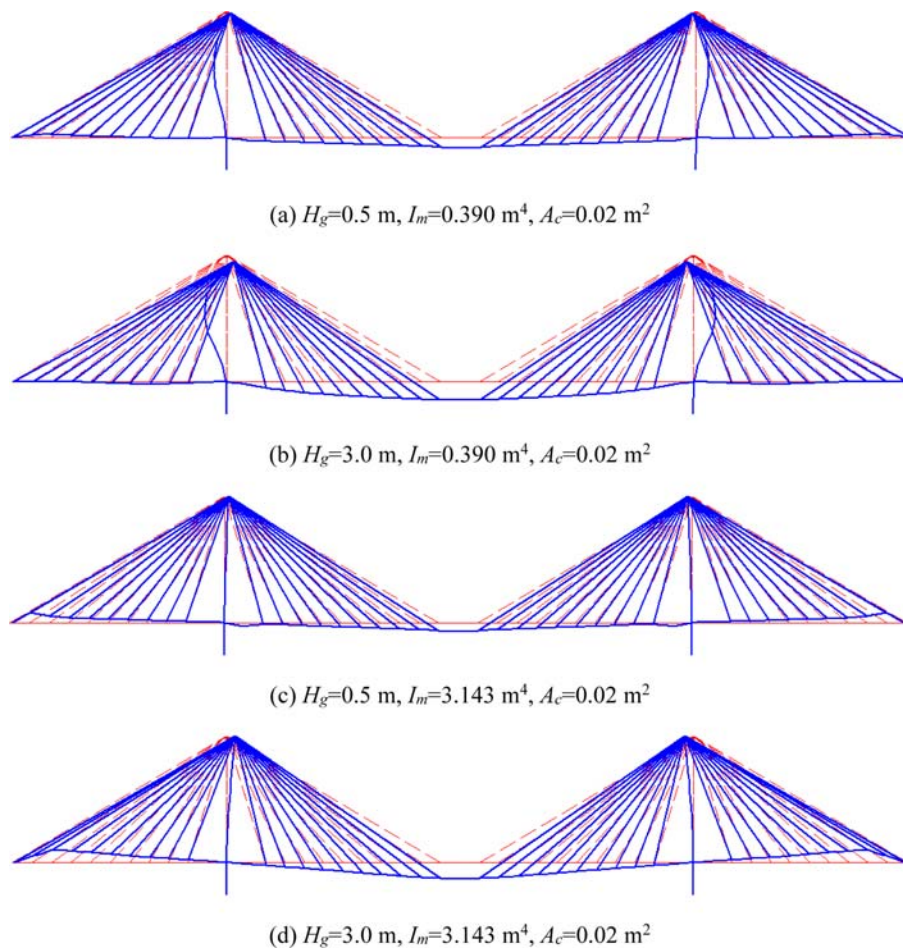 (a) Hg=0.5 m, Im=0.390 m⁴, Ac=0.02 m²
(b) Hg=3.0 m, Im=0.390 m⁴, Ac=0.02 m²
(c) Hg=0.5 m, Im=3.143 m⁴, Ac=0.02 m²
(d) Hg=3.0 m, Im=3.143 m⁴, Ac=0.02 m²